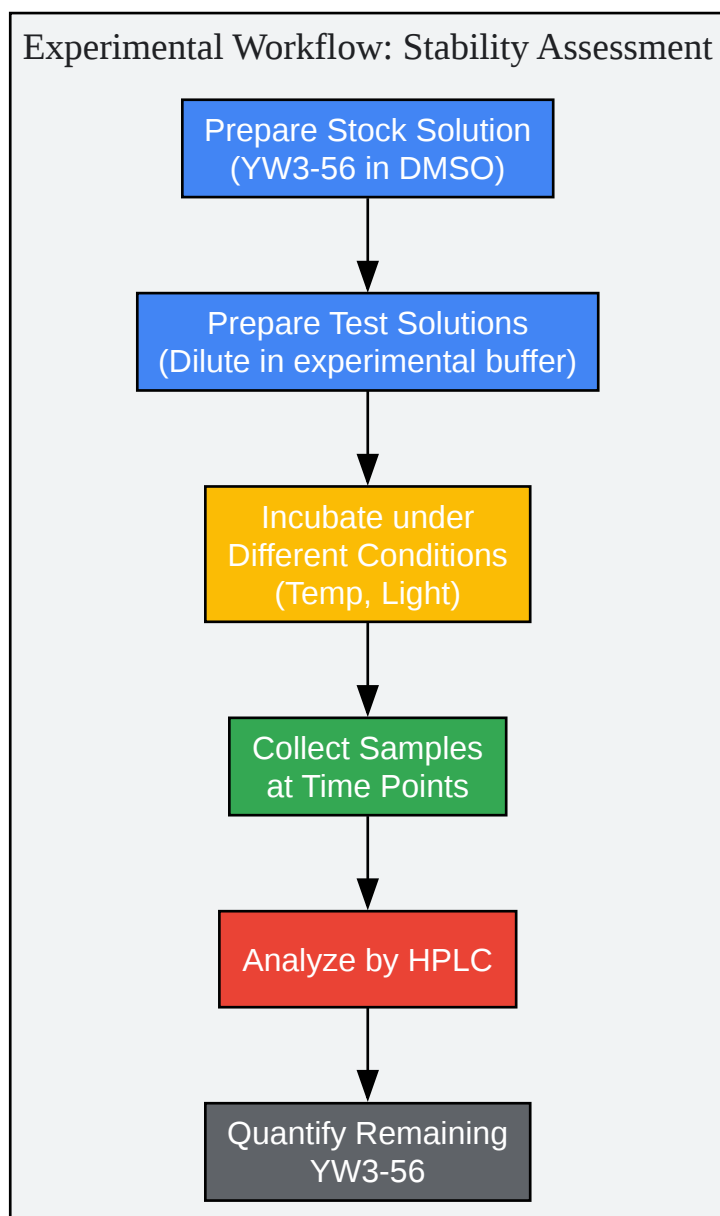 Experimental Workflow: Stability Assessment
Prepare Stock Solution
(YW3-56 in DMSO)
Prepare Test Solutions
(Dilute in experimental buffer)
Incubate under
Different Conditions
(Temp, Light)
Collect Samples
at Time Points
Analyze by HPLC
Quantify Remaining
YW3-56